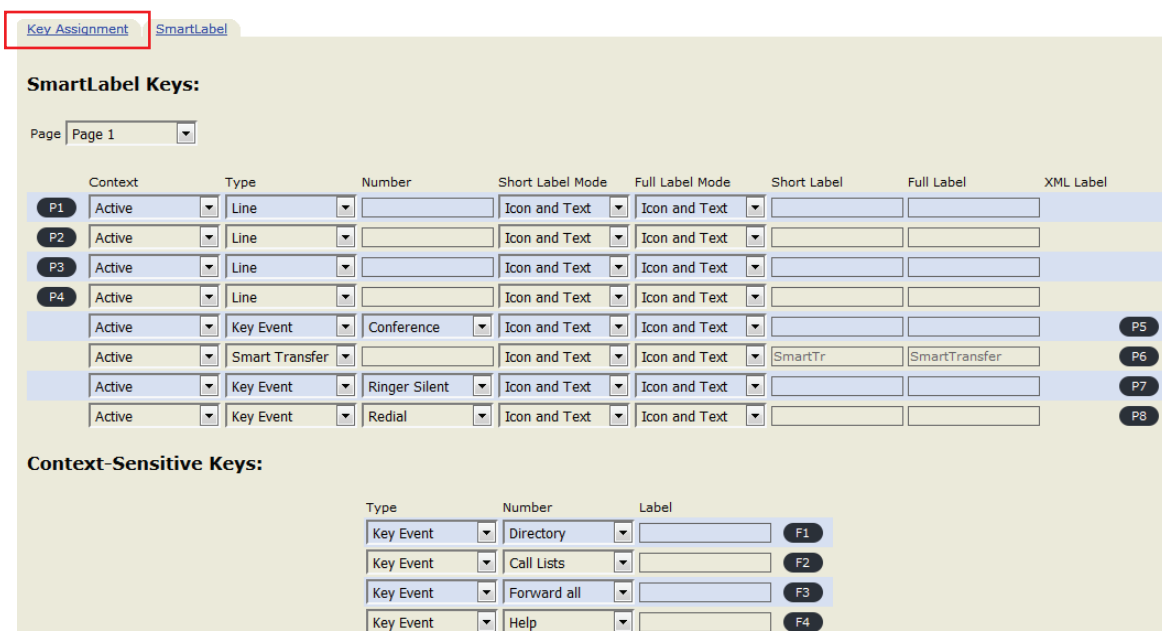 Key Assignment SmartLabel
SmartLabel Keys:
Page Page 1
Context Type Number Short Label Mode Full Label Mode Short Label Full Label XML Label
P1 Active Line Icon and Text Icon and Text
P2 Active Line Icon and Text Icon and Text
P3 Active Line Icon and Text Icon and Text
P4 Active Line Icon and Text Icon and Text
Active Key Event Conference Icon and Text Icon and Text P5
Active Smart Transfer Icon and Text Icon and Text SmartTr SmartTransfer P6
Active Key Event Ringer Silent Icon and Text Icon and Text P7
Active Key Event Redial Icon and Text Icon and Text P8
Context-Sensitive Keys:
Type Number Label
Key Event Directory F1
Key Event Call Lists F2
Key Event Forward all F3
Key Event Help F4